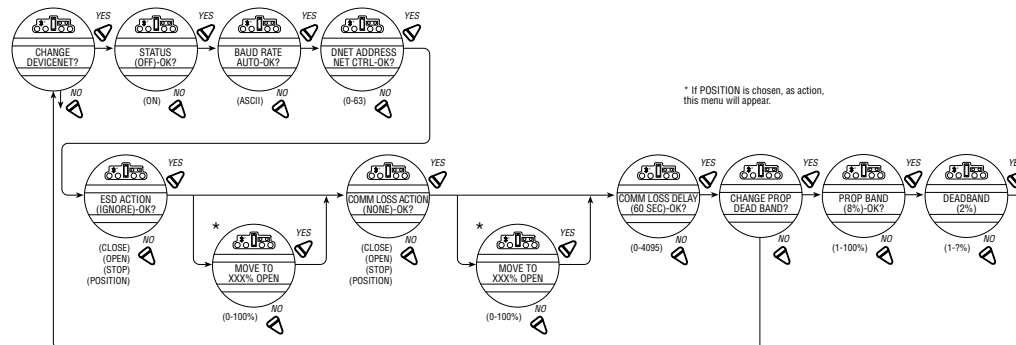 YES
YES
YES
YES
CHANGE
DEVICENET?
STATUS
(OFF)-OK?
BAUD RATE
AUTO-OK?
DNET ADDRESS
NET CTRL-OK?
NO
NO
(ON)
NO
(ASCII)
NO
(0-63)
* If POSITION is chosen, as action,
this menu will appear.
YES
YES
YES
YES
YES
YE
ESD ACTION
(IGNORE)-OK?
COMM LOSS ACTION
(NONE)-OK?
COMM LOSS DELAY
(60 SEC)-OK?
CHANGE PROP
DEAD BAND?
PROP BAND
(8%)-OK?
DEADBAND
(2%)
NO
(CLOSE)
(OPEN)
(STOP)
(POSITION)
*
YES
MOVE TO
XXX% OPEN
NO
(0-100%)
NO
(CLOSE)
(OPEN)
(STOP)
(POSITION)
*
YES
MOVE TO
XXX% OPEN
NO
(0-100%)
NO
(0-4095)
NO
NO
(1-100%)
NO
(1-?%)